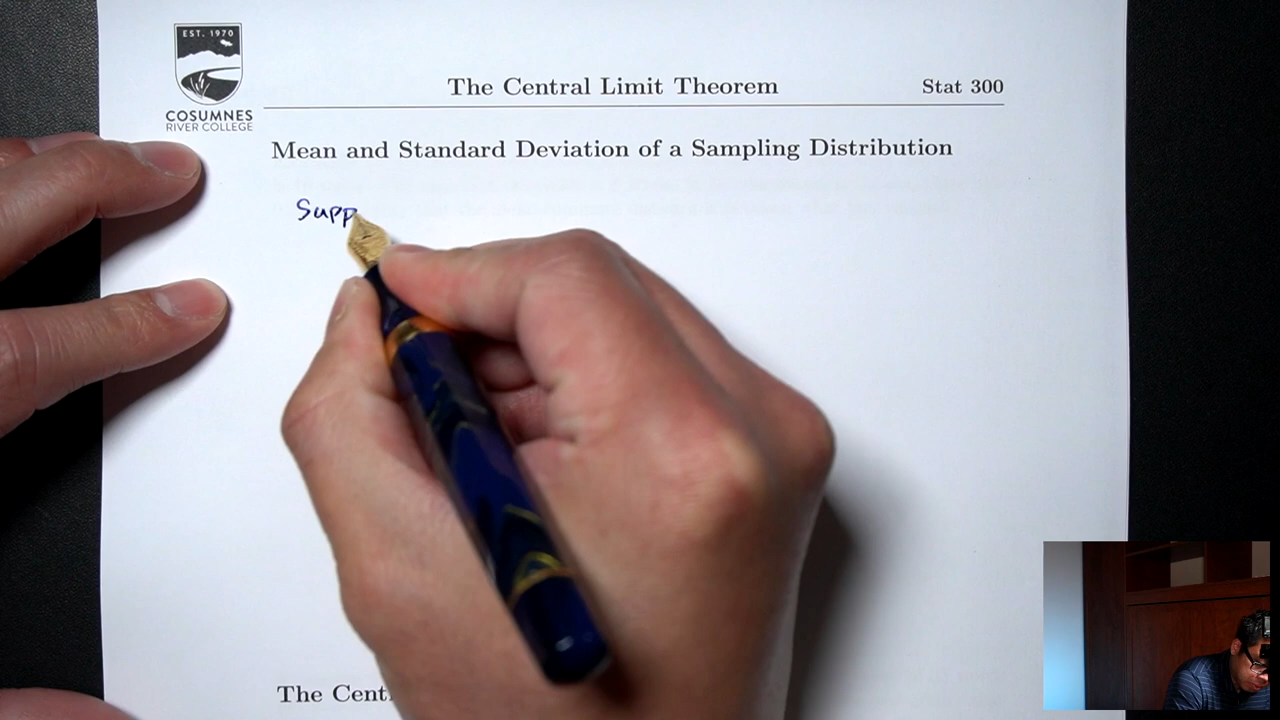 EST. 1970
COSUMNES
RIVER COLLEGE
The Central Limit Theorem
Stat 300
Mean and Standard Deviation of a Sampling Distribution
Supp
The Cent